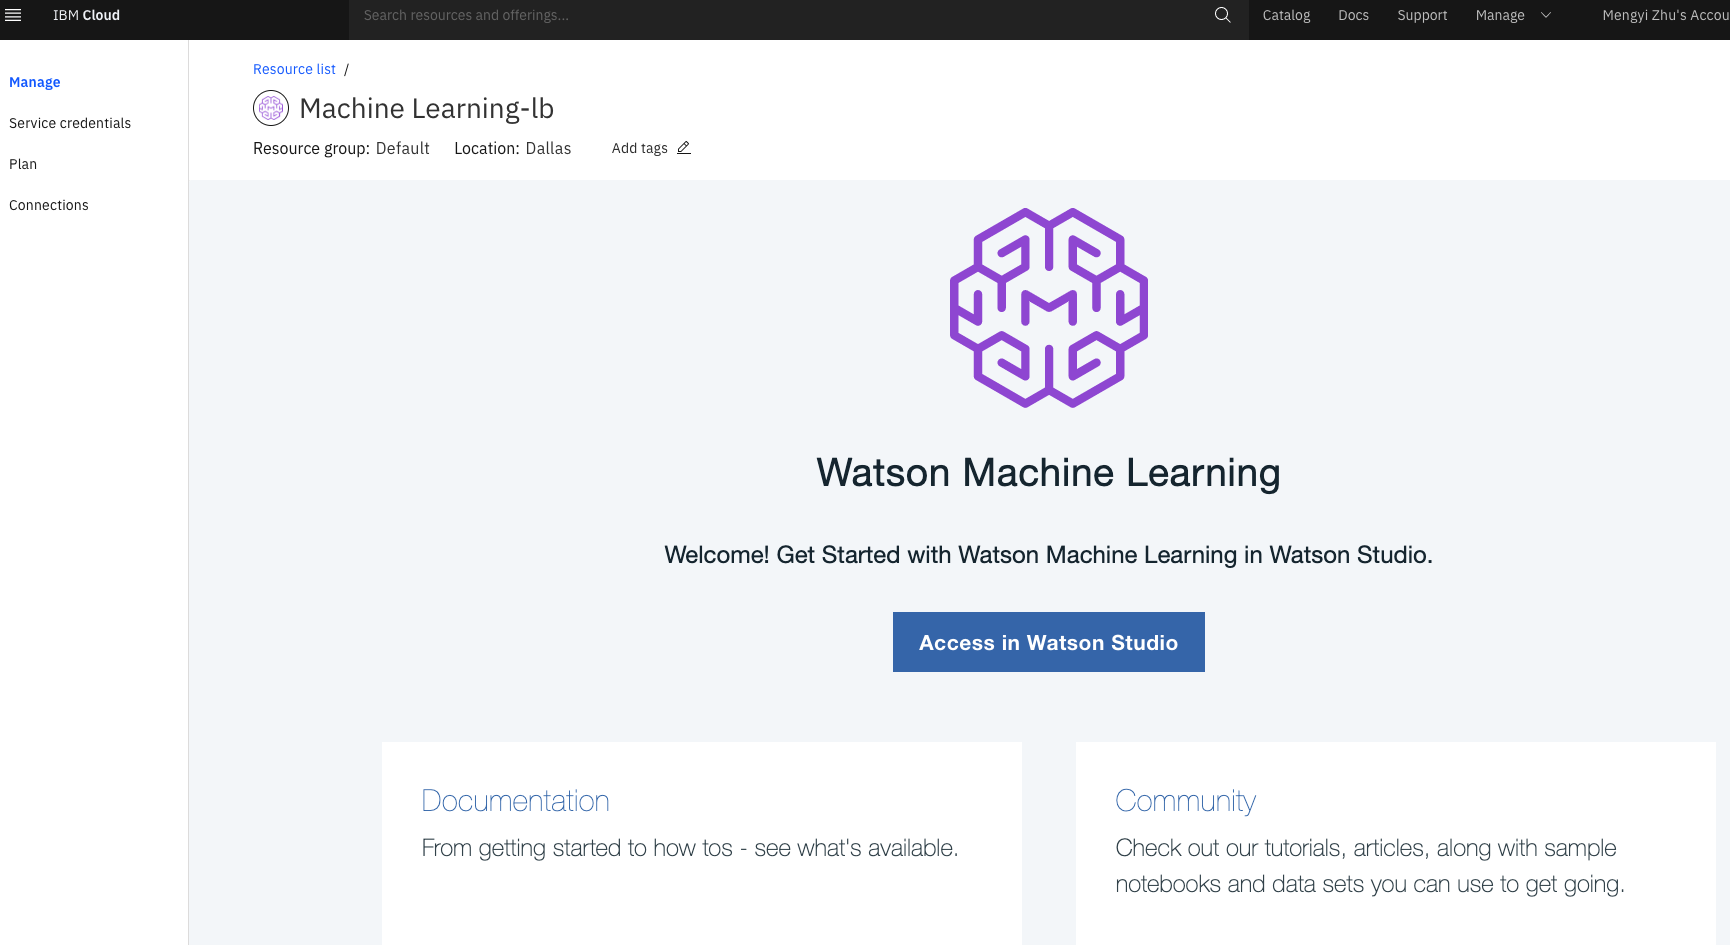 IBM Cloud
Search resources and offerings...
Catalog Docs Support Manage
Mengyi Zhu's Accou
Manage
Service credentials
Plan
Connections
Resource list /
Machine Learning-lb
Resource group: Default Location: Dallas Add tags
Watson Machine Learning
Welcome! Get Started with Watson Machine Learning in Watson Studio.
Access in Watson Studio
Documentation
From getting started to how tos - see what's available.
Community
Check out our tutorials, articles, along with sample
notebooks and data sets you can use to get going.